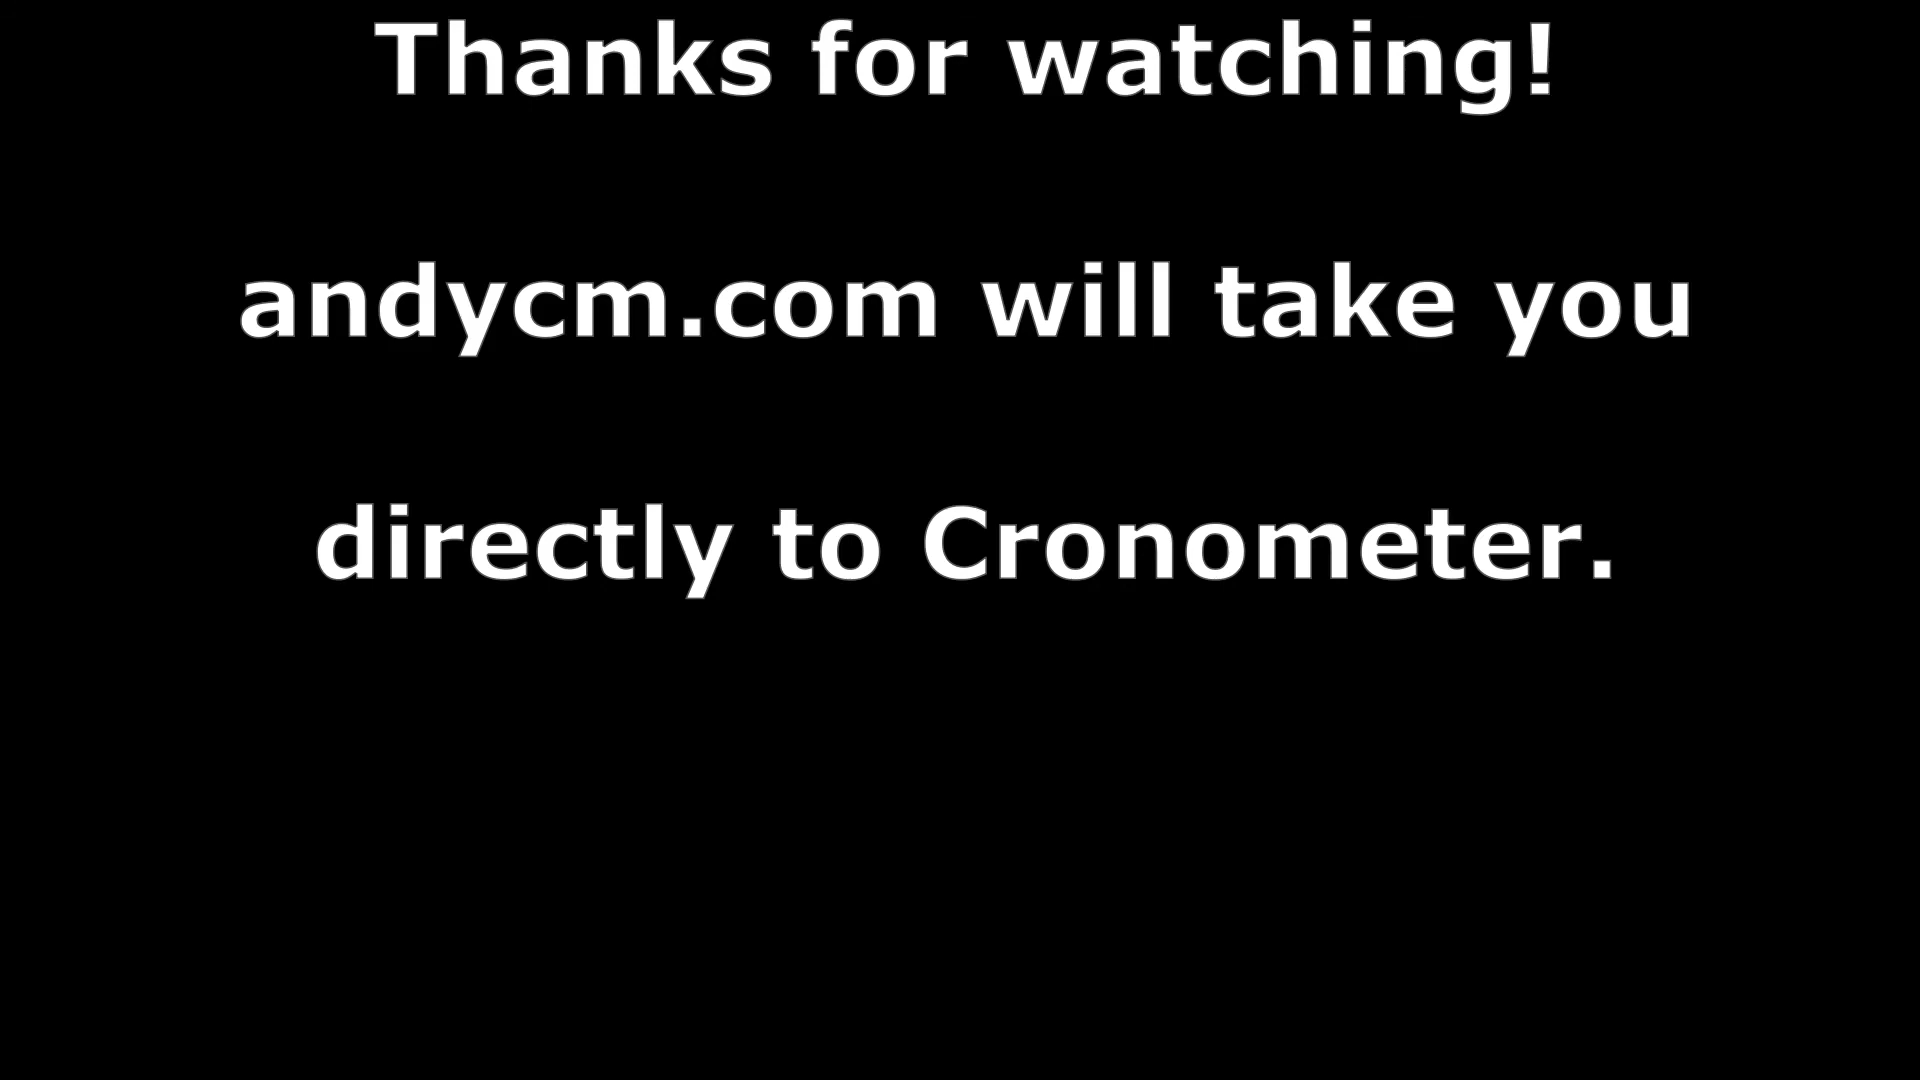 Thanks for watching!
andycm.com will take you
directly to Cronometer.